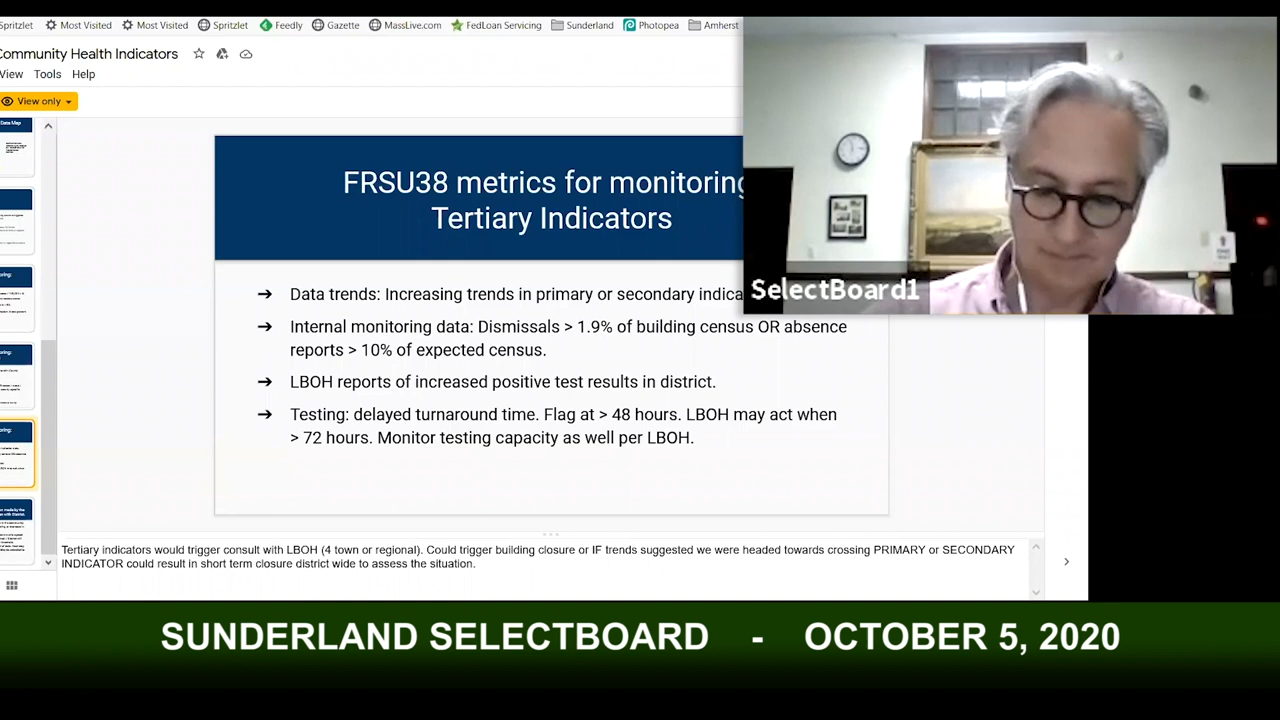 Spritzlet Most Visited Most Visited Spritzlet Feedly Gazette MassLive.com FedLoan Servicing Sunderland Photopea Amherst
Community Health Indicators
View Tools Help
View only
Data Map
FRSU38 metrics for monitoring
Tertiary Indicators
→ Data trends: Increasing trends in primary or secondary indica
→ Internal monitoring data: Dismissals > 1.9% of building census OR absence
reports > 10% of expected census.
→ LBOH reports of increased positive test results in district.
→ Testing: delayed turnaround time. Flag at > 48 hours. LBOH may act when
> 72 hours. Monitor testing capacity as well per LBOH.
SelectBoard1
Tertiary indicators would trigger consult with LBOH (4 town or regional). Could trigger building closure or IF trends suggested we were headed towards crossing PRIMARY or SECONDARY
INDICATOR could result in short term closure district wide to assess the situation.
SUNDERLAND SELECTBOARD - OCTOBER 5, 2020